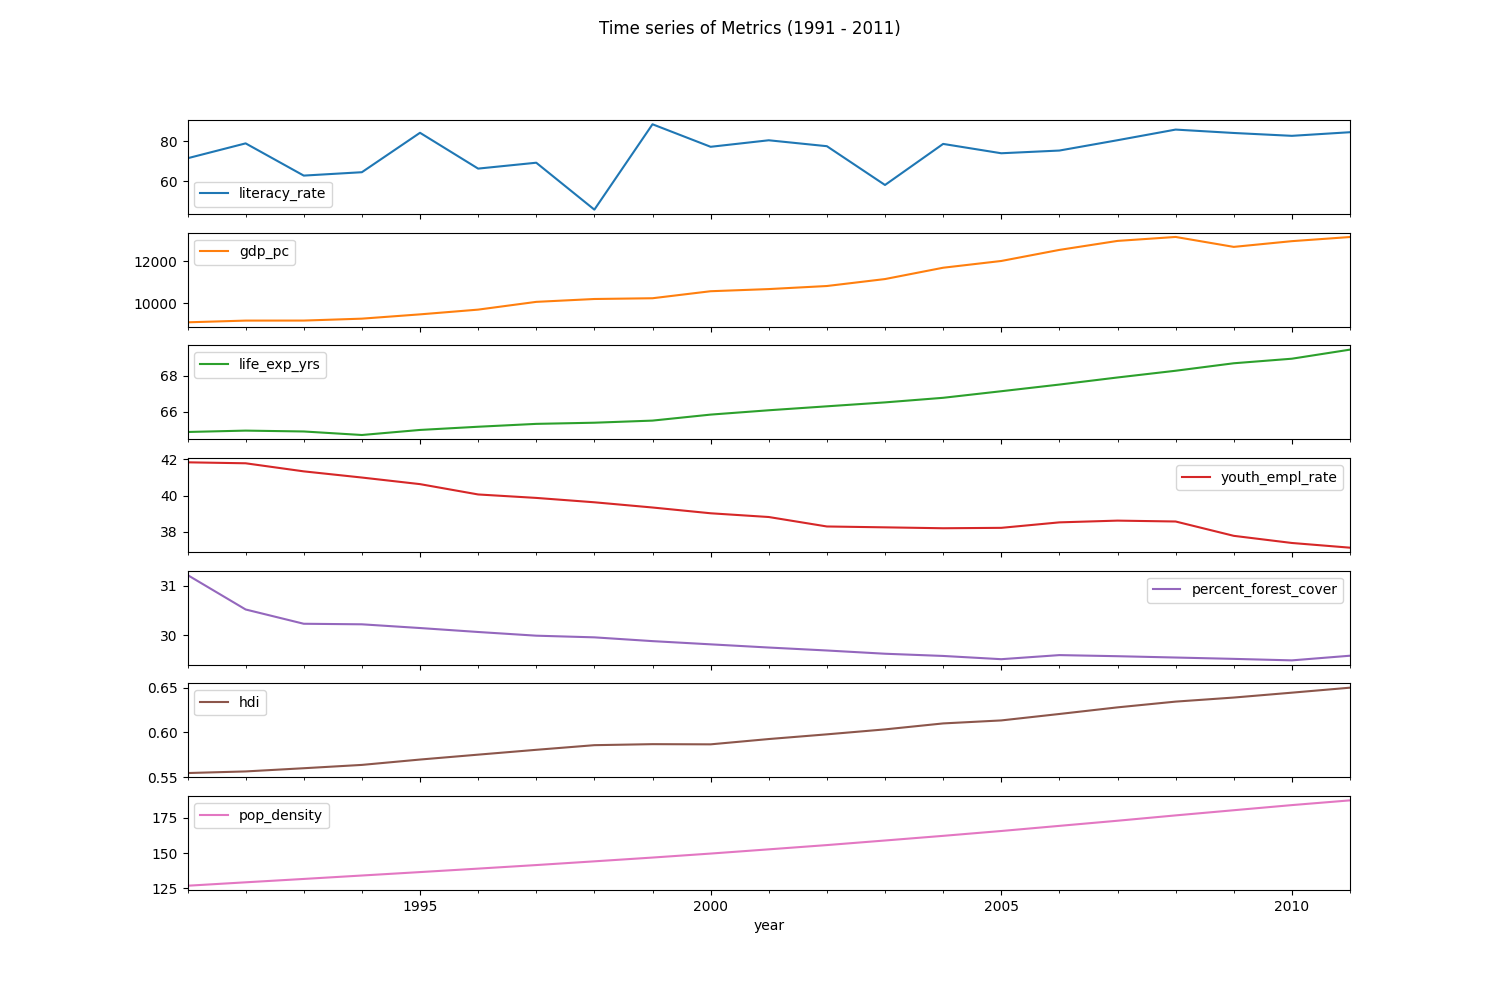 Time series of Metrics (1991 - 2011)
80
60
literacy_rate
12000
10000
gdp_pc
68
66
life_exp_yrs
42
40
38
youth_empl_rate
31
30
percent_forest_cover
0.65
0.60
0.55
hdi
175
150
125
pop_density
1995 2000 2005 2010
year